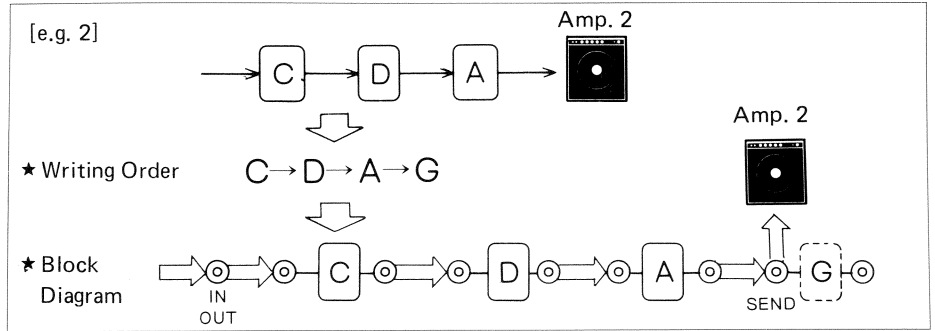 [e.g. 2]
Amp. 2
C D A
Amp. 2
★ Writing Order C→D→A→G
★ Block Diagram
C D A G
IN OUT
SEND